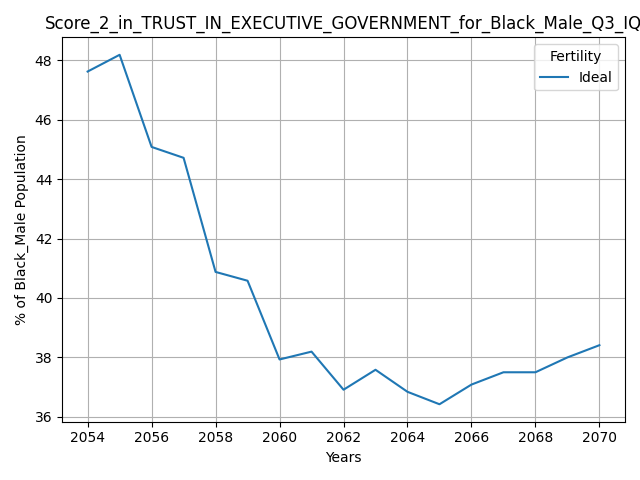 Score_2_in_TRUST_IN_EXECUTIVE_GOVERNMENT_for_Black_Male_Q3_IQ
Fertility
Ideal
% of Black_Male Population
48
46
44
42
40
38
36
2054 2056 2058 2060 2062 2064 2066 2068 2070
Years